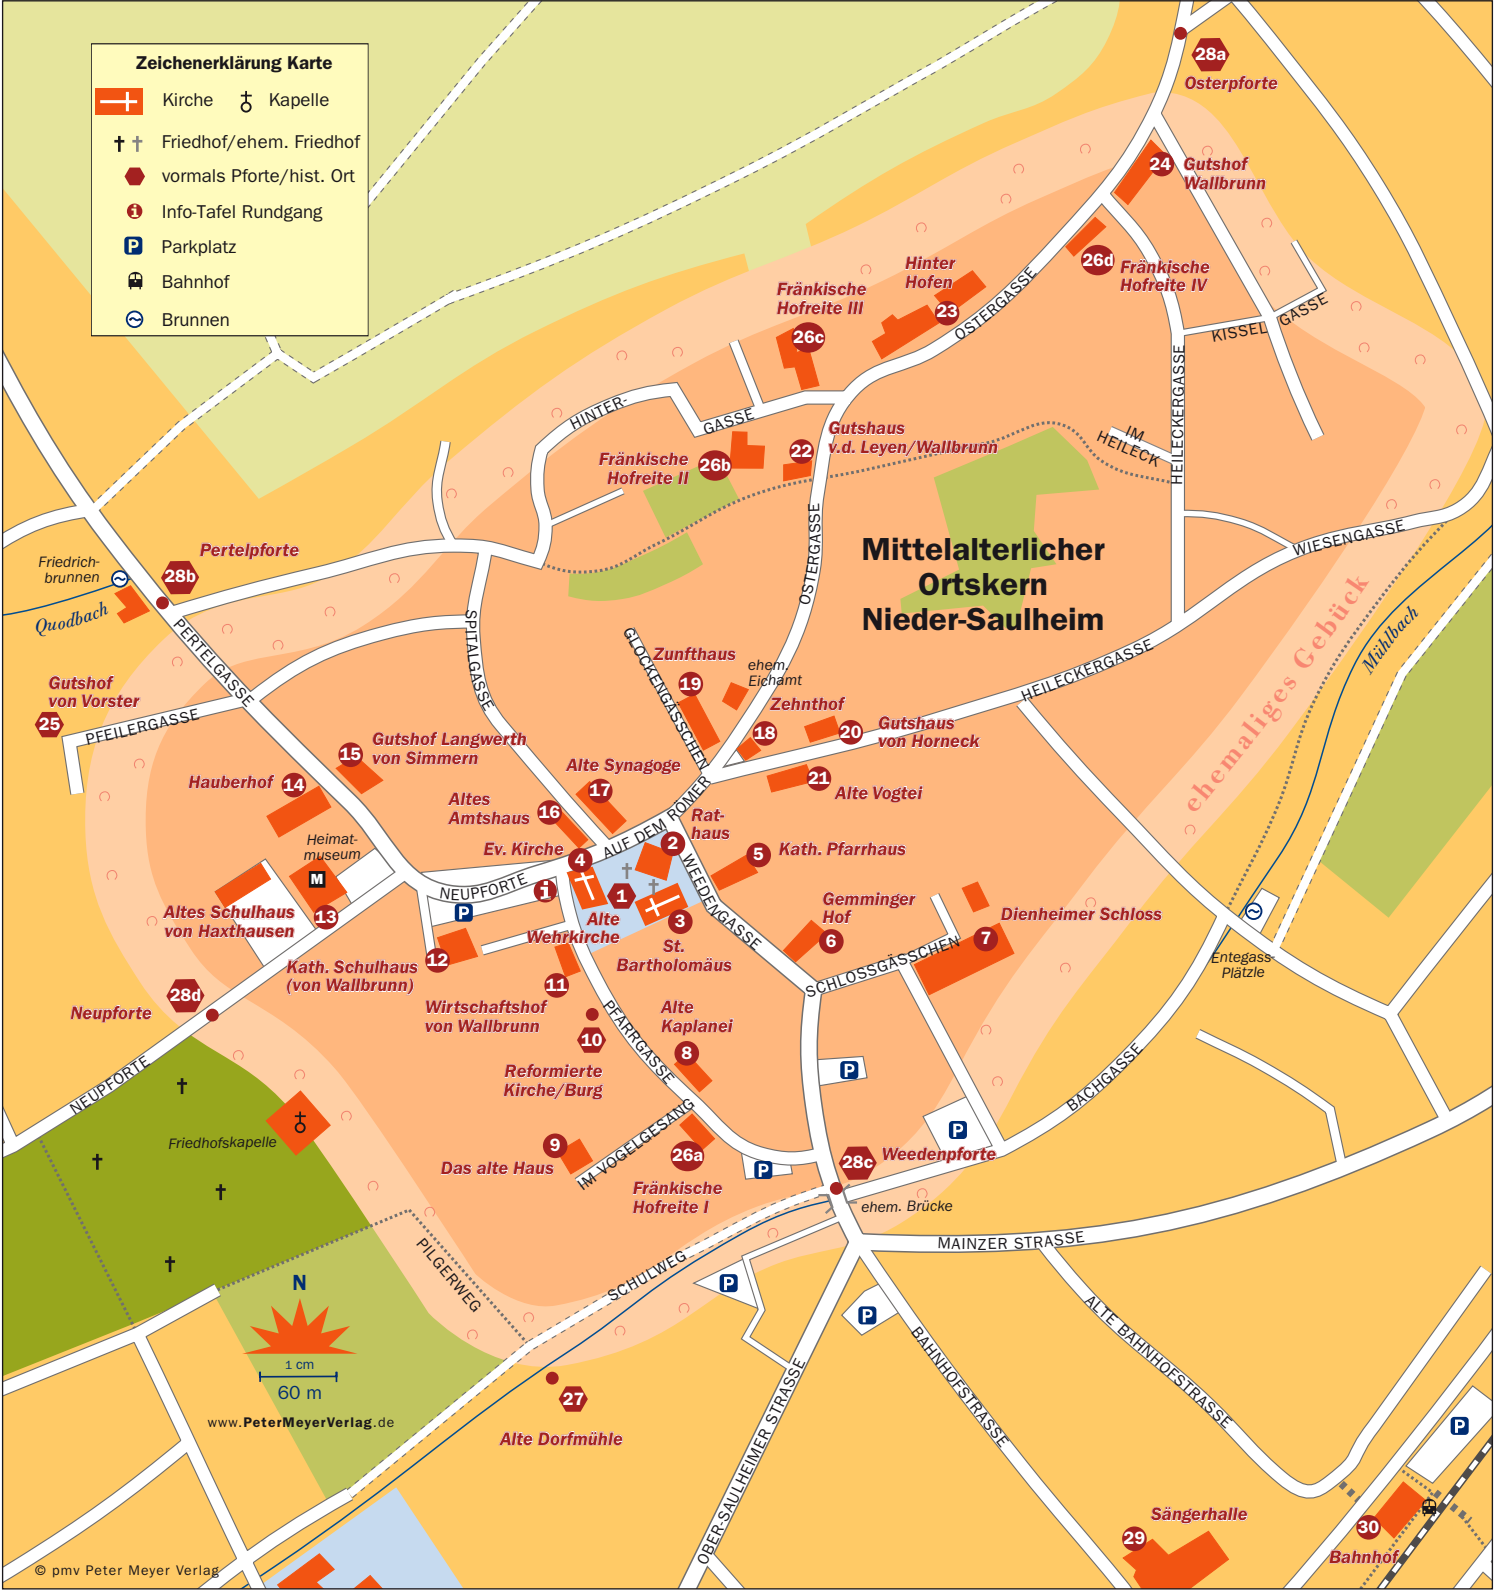 Zeichenerklärung Karte
Kirche
Kapelle
Friedhof/ehem. Friedhof
vormals Pforte/hist. Ort
i
Info-Tafel Rundgang
P
Parkplatz
Bahnhof
Brunnen
28a
Osterpforte
24
Gutshof
Wallbrunn
26d
Fränkische
Hofreite IV
Hinter
Hofen
23
Fränkische
Hofreite III
26c
OSTERGASSE
KISSEL
GASSE
HINTER-
GASSE
HEILECKERGASSE
IM
HEILECK
Gutshaus
v.d. Leyen/Wallbrunn
22
Fränkische
Hofreite II
26b
OSTERGASSE
WIESENGASSE
Mittelalterlicher
Ortskern
Nieder-Saulheim
Pertelpforte
28b
Friedrich-
brunnen
Quodbach
PERTELGASSE
SPITALGASSE
GLOCKENGÄSSCHEN
Zunfthaus
19
ehem.
Eichamt
HEILECKERGASSE
ehemaliges Gebück
Mühlbach
Gutshof
von Vorster
25
PFEILERGASSE
Zehnthof
18
20
Gutshaus
von Horneck
21
Alte Vogtei
15
Gutshof Langwerth
von Simmern
Hauberhof
14
Alte Synagoge
17
Altes
Amtshaus
16
AUF DEM RÖMER
Rat-
haus
2
Heimat-
museum
M
Ev. Kirche
4
5
Kath. Pfarrhaus
WEEDENGASSE
NEUPFORTE
i
P
1
Alte
Wehrkirche
3
St.
Bartholomäus
Altes Schulhaus
von Haxthausen
13
Gemminger
Hof
6
7
Dienheimer Schloss
SCHLOSSGÄSSCHEN
12
Kath. Schulhaus
(von Wallbrunn)
11
Wirtschaftshof
von Wallbrunn
Entegass-
Plätzle
28d
Neupforte
10
Reformierte
Kirche/Burg
PFARRGASSE
Alte
Kaplanei
8
P
BACHGASSE
NEUPFORTE
Friedhofskapelle
9
Das alte Haus
IM VOGELGESANG
26a
Fränkische
Hofreite I
P
P
28c
Weedenpforte
ehem. Brücke
MAINZER STRASSE
PILGERWEG
SCHULWEG
P
P
N
1 cm
60 m
www.PeterMeyerVerlag.de
27
Alte Dorfmühle
OBER-SAULHEIMER STRASSE
BAHNHOFSTRASSE
ALTE BAHNHOFSTRASSE
P
Sängerhalle
29
30
Bahnhof
© pmv Peter Meyer Verlag